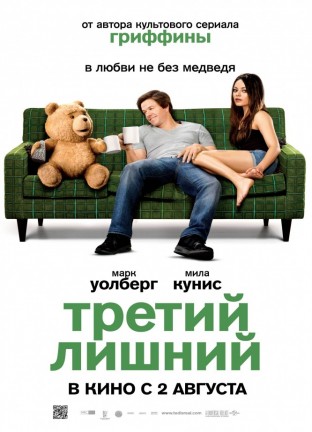 от автора культового сериала
ГРИФФИНЫ
в любви не без медведя
МАРК УОЛБЕРГ
МИЛА КУНИС
ТРЕТИЙ
ЛИШНИЙ
В КИНО С 2 АВГУСТА